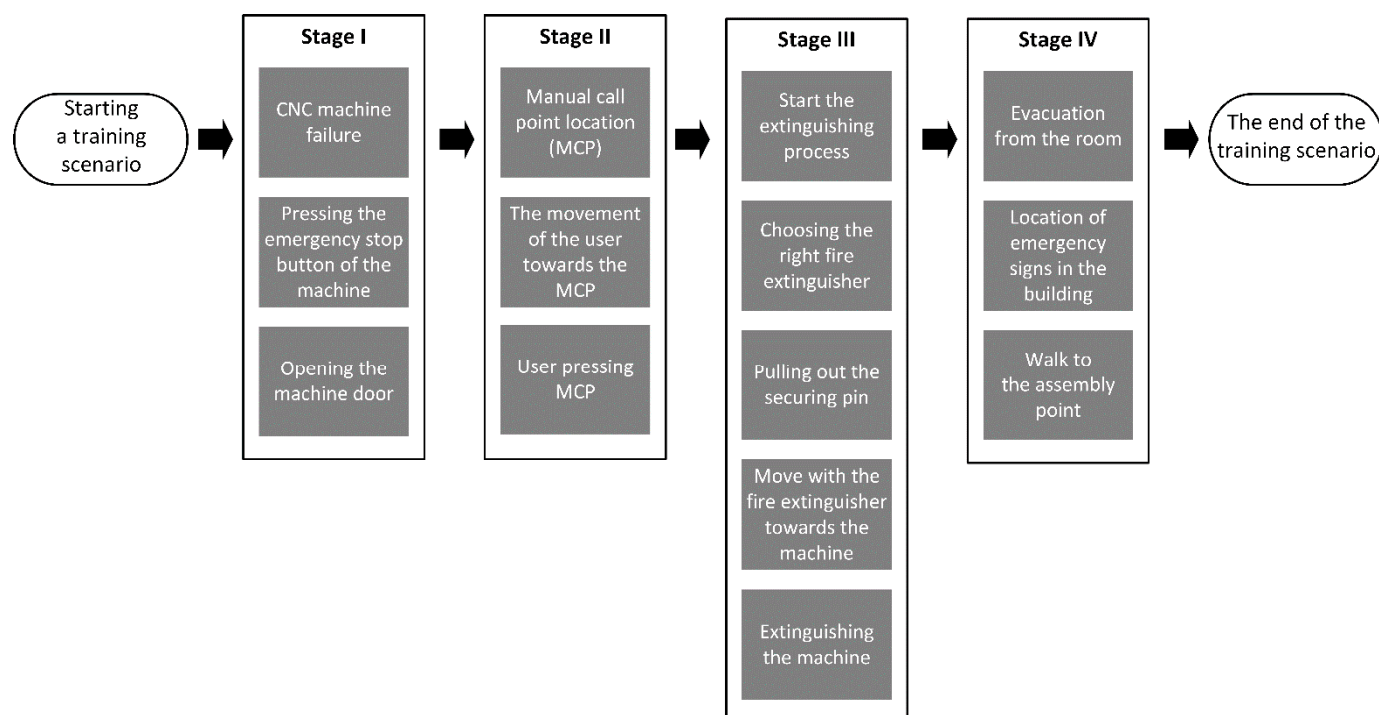 Starting
a training
scenario
Stage I
CNC machine
failure
Pressing the
emergency stop
button of the
machine
Opening the
machine door
Stage II
Manual call
point location
(MCP)
The movement
of the user
towards the
MCP
User pressing
MCP
Stage III
Start the
extinguishing
process
Choosing the
right fire
extinguisher
Pulling out the
securing pin
Move with the
fire extinguisher
towards the
machine
Extinguishing
the machine
Stage IV
Evacuation
from the room
Location of
emergency
signs in the
building
Walk to
the assembly
point
The end of the
training scenario